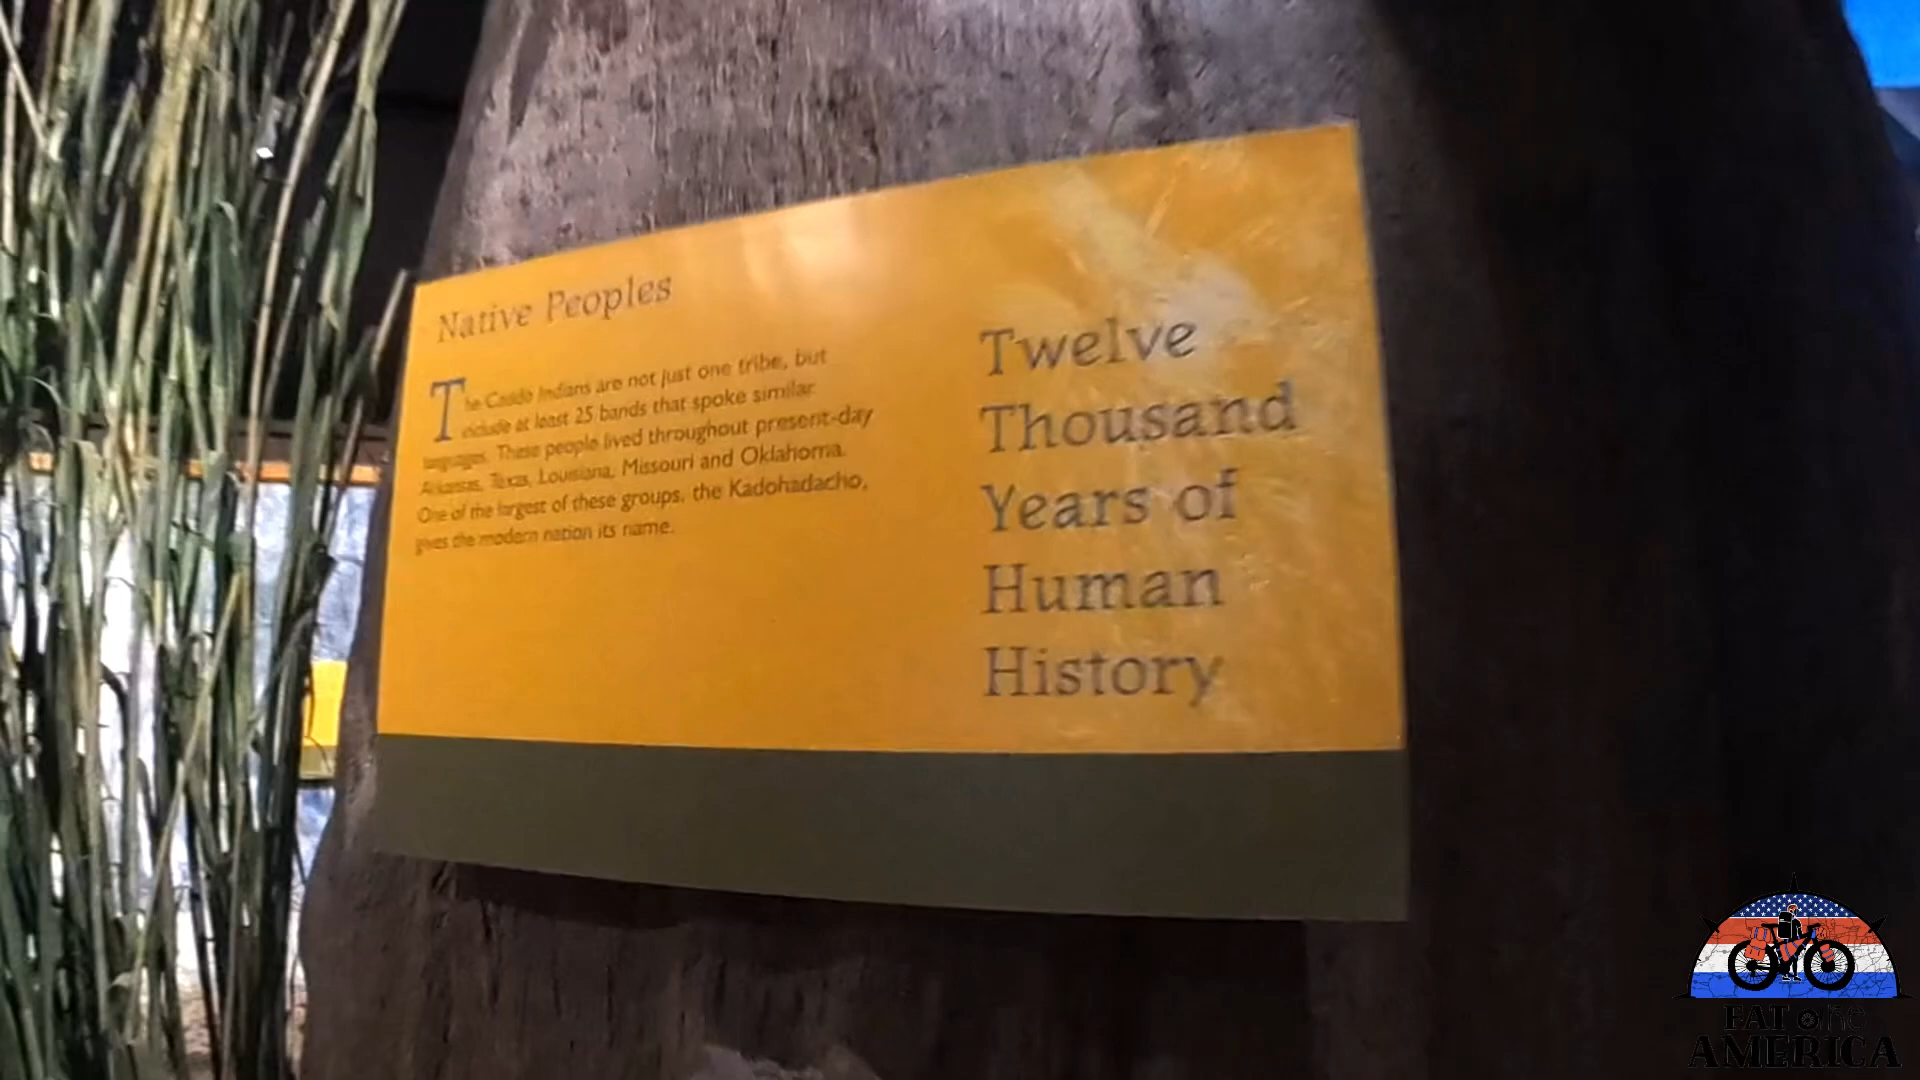 Native Peoples
The Caddo Indians are not just one tribe, but
include at least 25 bands that spoke similar
languages. These people lived throughout present-day
Arkansas, Texas, Louisiana, Missouri and Oklahoma.
One of the largest of these groups, the Kadohadacho,
gives the modern nation its name.
Twelve
Thousand
Years of
Human
History
FAT Bike
AMERICA